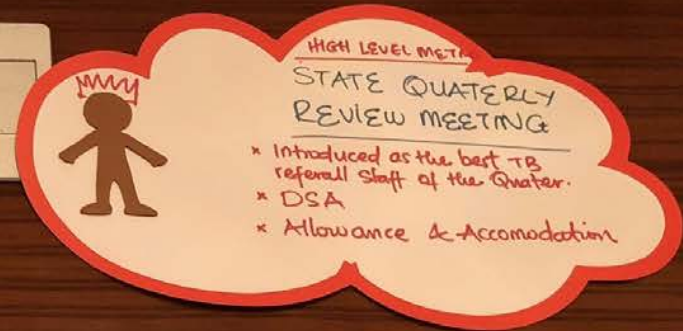 HIGH LEVEL
STATE QUATERLY
REVIEW MEETING
* Introduced as the best TB
referall Staff of the Quater.
* DSA
* Allowance & Accomodation